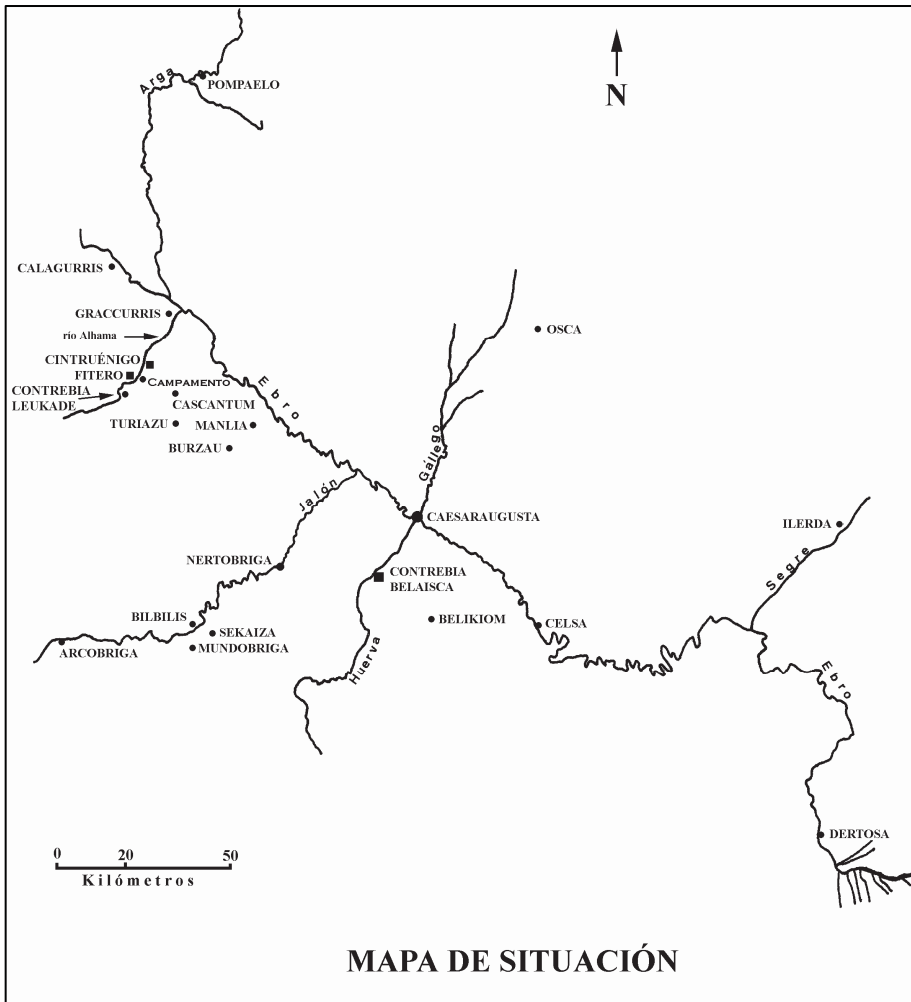 Arga
POMPAELO
N
CALAGURRIS
GRACCURRIS
OSCA
río Alhama
CINTRUÉNIGO
FITERO
CAMPAMENTO
Ebro
CONTREBIA
LEUKADE
CASCANTUM
TURIAZU
MANLIA
BURZAU
Gállego
Jalón
CAESARAUGUSTA
ILERDA
Segre
NERTOBRIGA
CONTREBIA
BELAISCA
BILBILIS
SEKAIZA
BELIKIOM
CELSA
ARCOBRIGA
MUNDOBRIGA
Huerva
Ebro
DERTOSA
0 20 50
Kilómetros
MAPA DE SITUACIÓN